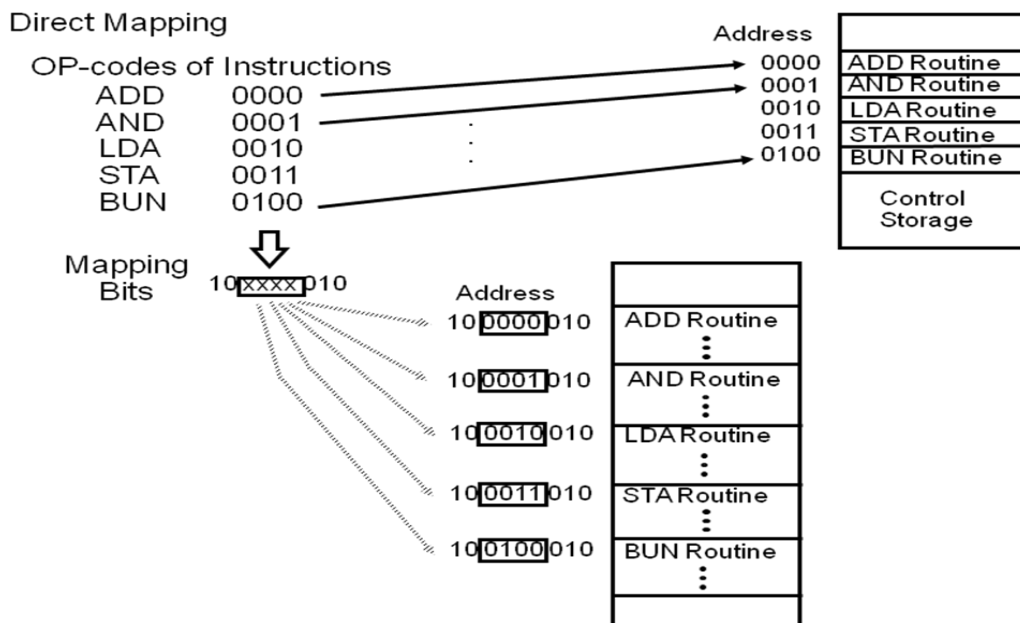 Direct Mapping
OP-codes of Instructions
ADD 0000
AND 0001
LDA 0010
STA 0011
BUN 0100
Address
0000 ADD Routine
0001 AND Routine
0010 LDA Routine
0011 STA Routine
0100 BUN Routine
Control
Storage
Mapping
Bits
10 xxxx 010
Address
10 0000 010 ADD Routine
10 0001 010 AND Routine
10 0010 010 LDA Routine
10 0011 010 STA Routine
10 0100 010 BUN Routine